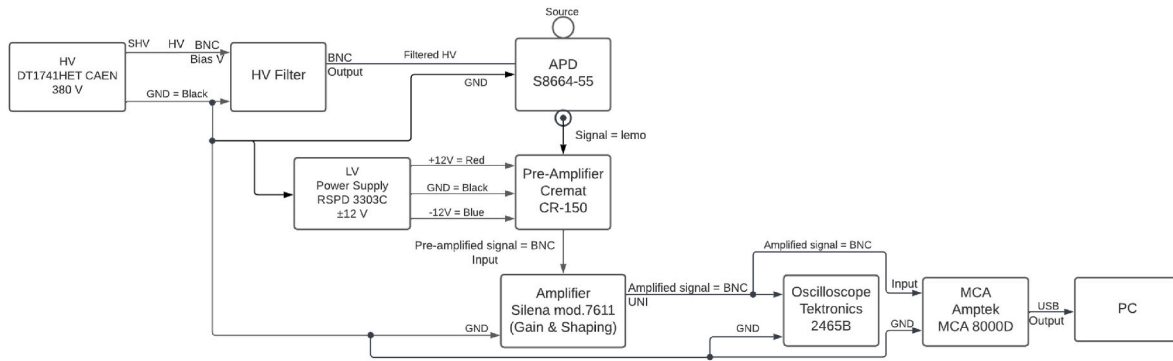 Source
SHV HV BNC
Bias V
HV
DT1741HET CAEN
380 V
GND = Black
HV Filter
BNC
Output
Filtered HV
GND
APD
S8664-55
Signal = lemo
LV
Power Supply
RSPD 3303C
±12 V
+12V = Red
GND = Black
-12V = Blue
Pre-Amplifier
Cremat
CR-150
Pre-amplified signal = BNC
Input
Amplifier
Silena mod.7611
(Gain & Shaping)
GND
Amplified signal = BNC
UNI
Amplified signal = BNC
Oscilloscope
Tektronics
2465B
GND
Input
GND
MCA
Amptek
MCA 8000D
USB
Output
PC